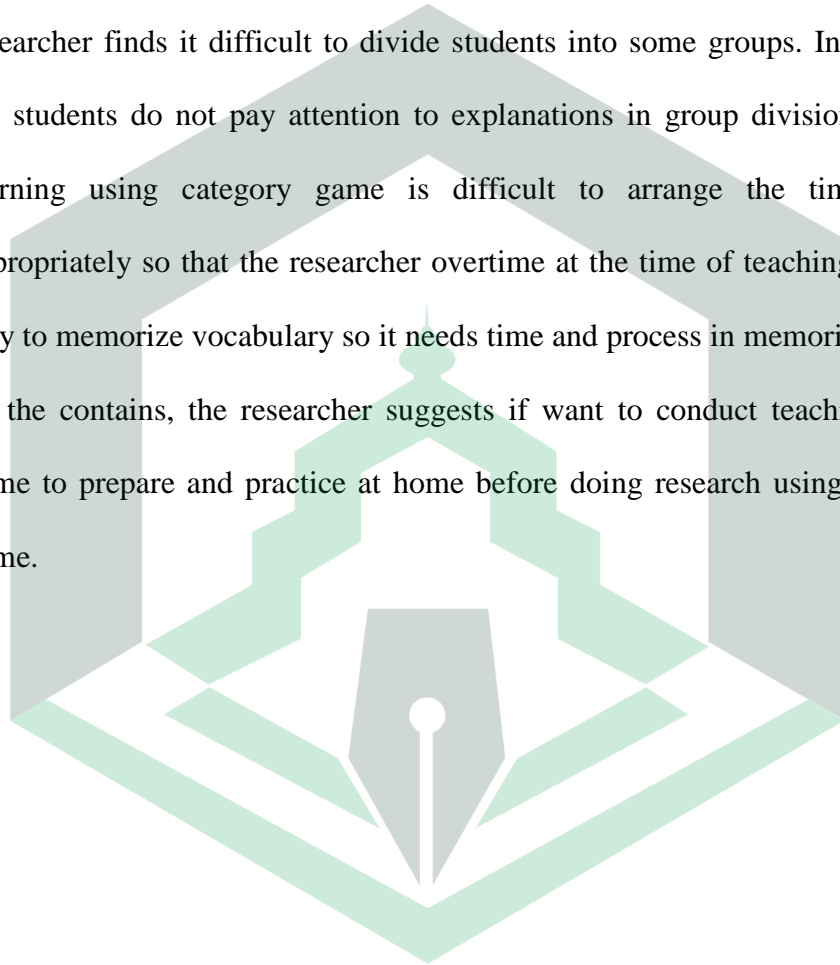 earcher finds it difficult to divide students into some groups. In
students do not pay attention to explanations in group divisio
rning using category game is difficult to arrange the tim
propriately so that the researcher overtime at the time of teaching
y to memorize vocabulary so it needs time and process in memori
the contains, the researcher suggests if want to conduct teach
me to prepare and practice at home before doing research using
me.